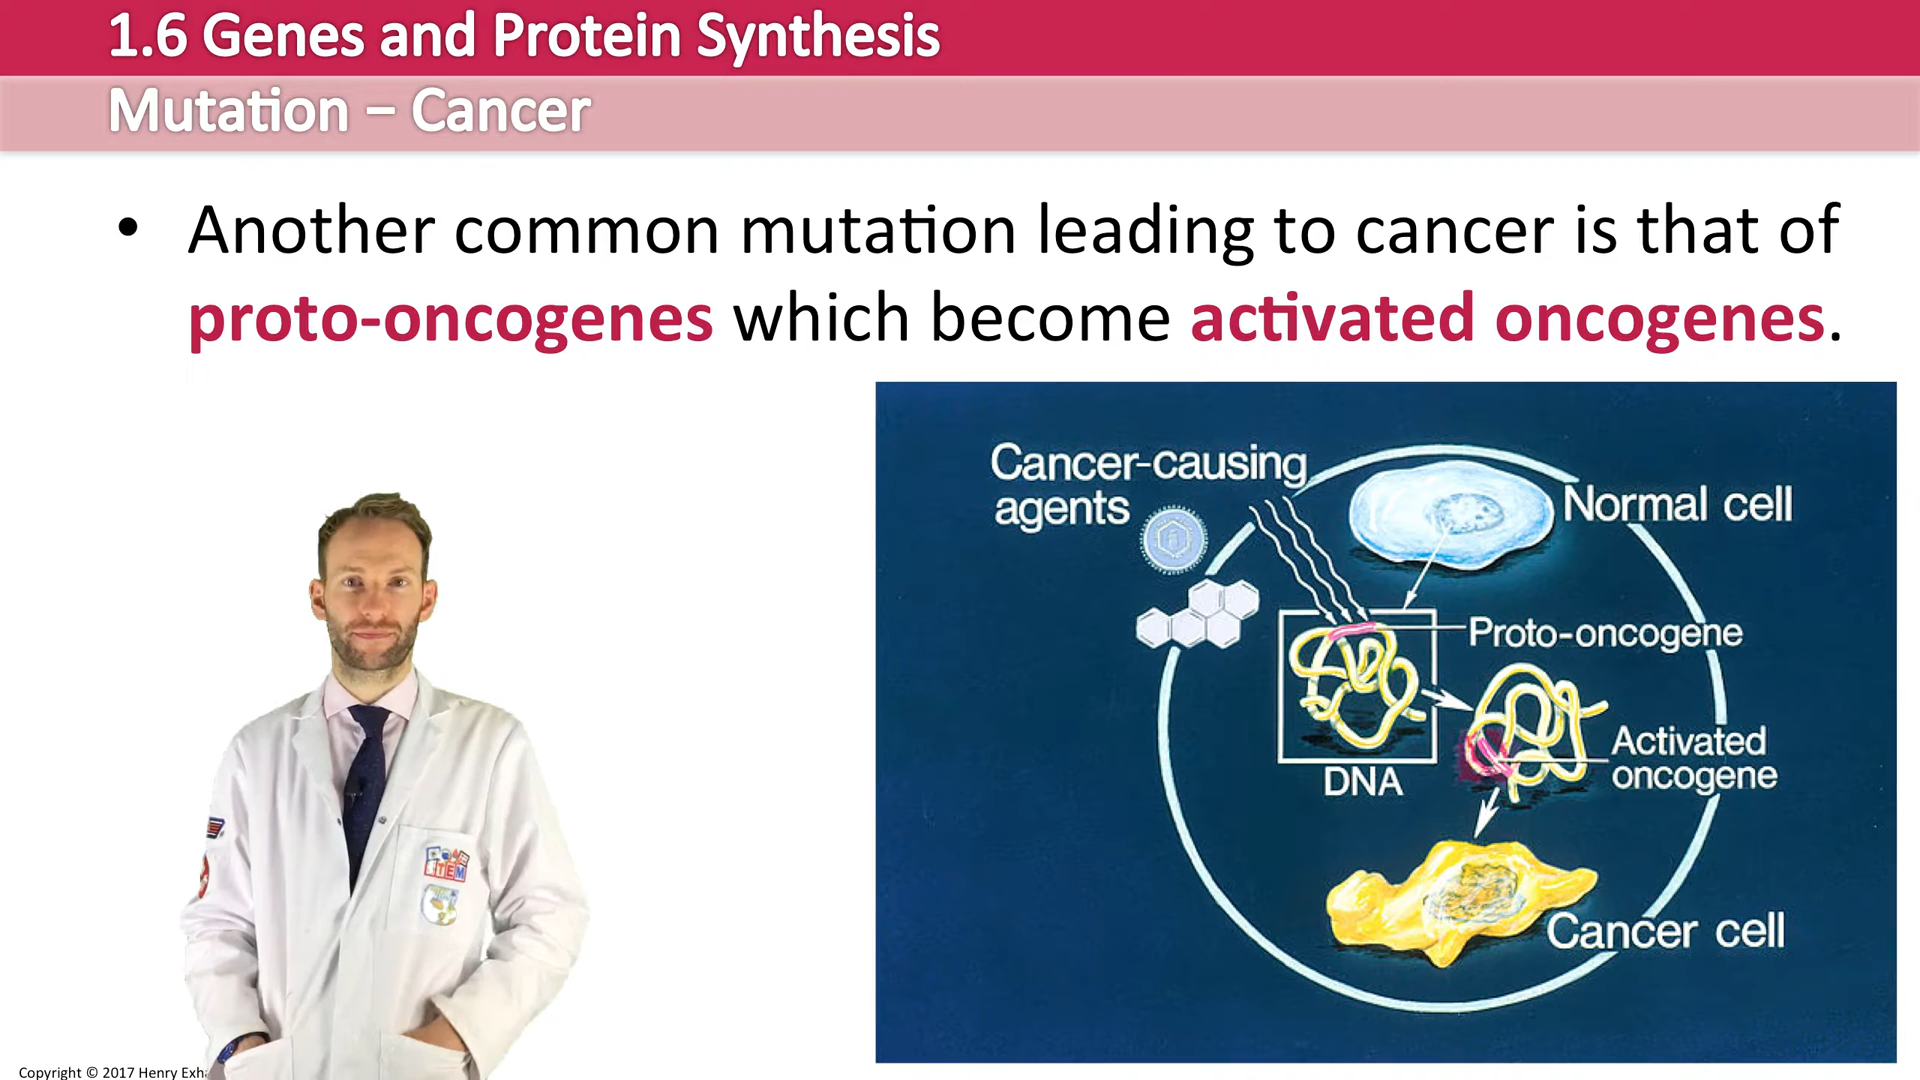 1.6 Genes and Protein Synthesis
Mutation – Cancer
• Another common mutation leading to cancer is that of
proto-oncogenes which become activated oncogenes.
Cancer-causing
agents
Normal cell
Proto-oncogene
Activated
oncogene
DNA
Cancer cell
TEM
Copyright © 2017 Henry Exha